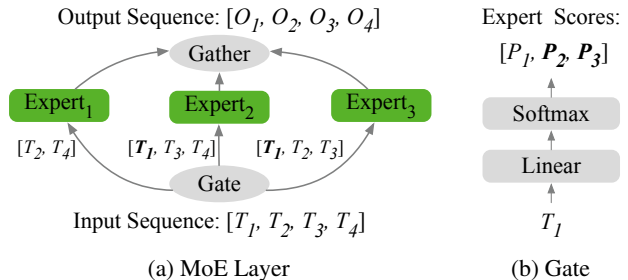 Output Sequence: [O₁, O₂, O₃, O₄]
Gather
Expert₁
Expert₂
Expert₃
[T₂, T₄]
[T₁, T₃, T₄]
[T₁, T₂, T₃]
Gate
Input Sequence: [T₁, T₂, T₃, T₄]
(a) MoE Layer
Expert Scores:
[P₁, P₂, P₃]
Softmax
Linear
T₁
(b) Gate